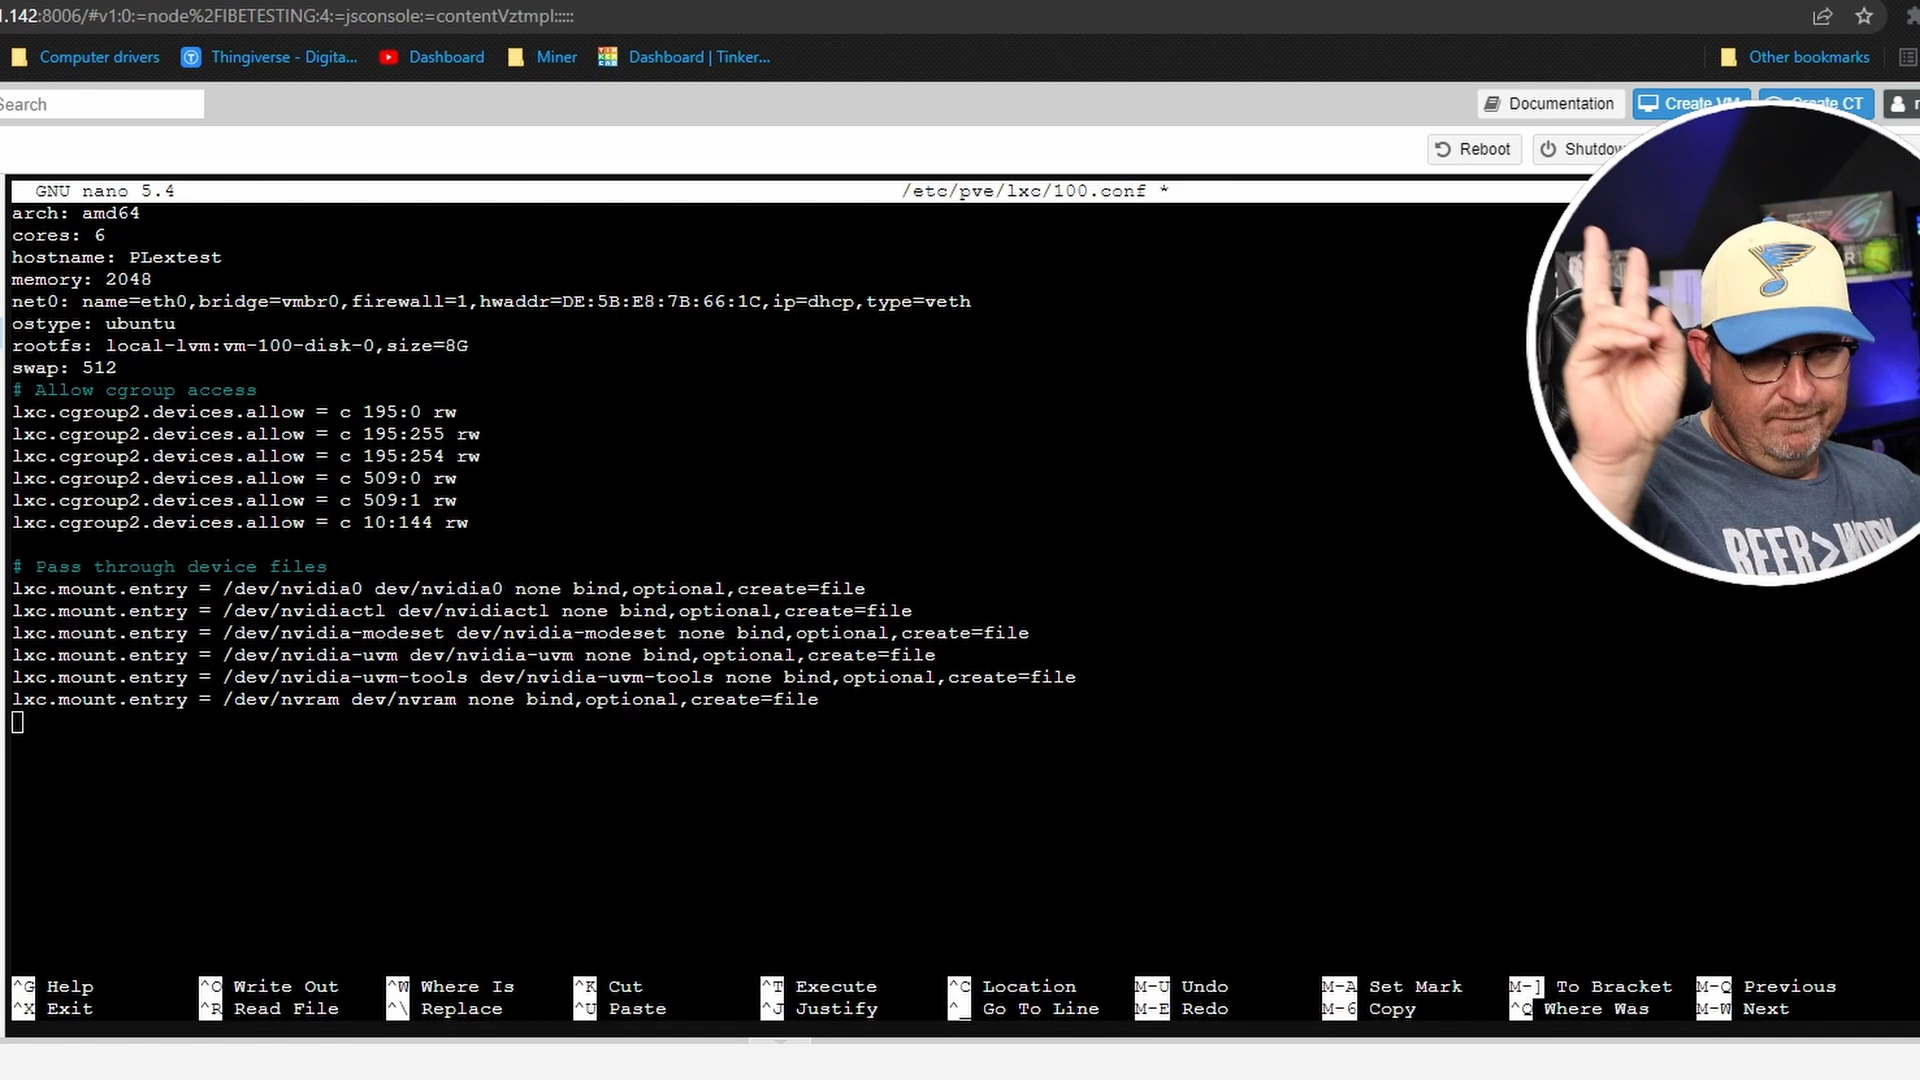 1.142:8006/#v1:0:=node%2FIBETESTING:4:=jsconsole:=contentVztmpl:::::
Computer drivers Thingiverse - Digita... Dashboard Miner Dashboard | Tinker... Other bookmarks
Search Documentation Create VM Create CT
Reboot Shutdow
GNU nano 5.4 /etc/pve/lxc/100.conf *
arch: amd64
cores: 6
hostname: PLextest
memory: 2048
net0: name=eth0,bridge=vmbr0,firewall=1,hwaddr=DE:5B:E8:7B:66:1C,ip=dhcp,type=veth
ostype: ubuntu
rootfs: local-lvm:vm-100-disk-0,size=8G
swap: 512
# Allow cgroup access
lxc.cgroup2.devices.allow = c 195:0 rw
lxc.cgroup2.devices.allow = c 195:255 rw
lxc.cgroup2.devices.allow = c 195:254 rw
lxc.cgroup2.devices.allow = c 509:0 rw
lxc.cgroup2.devices.allow = c 509:1 rw
lxc.cgroup2.devices.allow = c 10:144 rw
# Pass through device files
lxc.mount.entry = /dev/nvidia0 dev/nvidia0 none bind,optional,create=file
lxc.mount.entry = /dev/nvidiactl dev/nvidiactl none bind,optional,create=file
lxc.mount.entry = /dev/nvidia-modeset dev/nvidia-modeset none bind,optional,create=file
lxc.mount.entry = /dev/nvidia-uvm dev/nvidia-uvm none bind,optional,create=file
lxc.mount.entry = /dev/nvidia-uvm-tools dev/nvidia-uvm-tools none bind,optional,create=file
lxc.mount.entry = /dev/nvram dev/nvram none bind,optional,create=file
BEER>WORK
^G Help ^O Write Out ^W Where Is ^K Cut ^T Execute ^C Location M-U Undo M-A Set Mark M-] To Bracket M-Q Previous
^X Exit ^R Read File ^\ Replace ^U Paste ^J Justify ^_ Go To Line M-E Redo M-6 Copy ^Q Where Was M-W Next